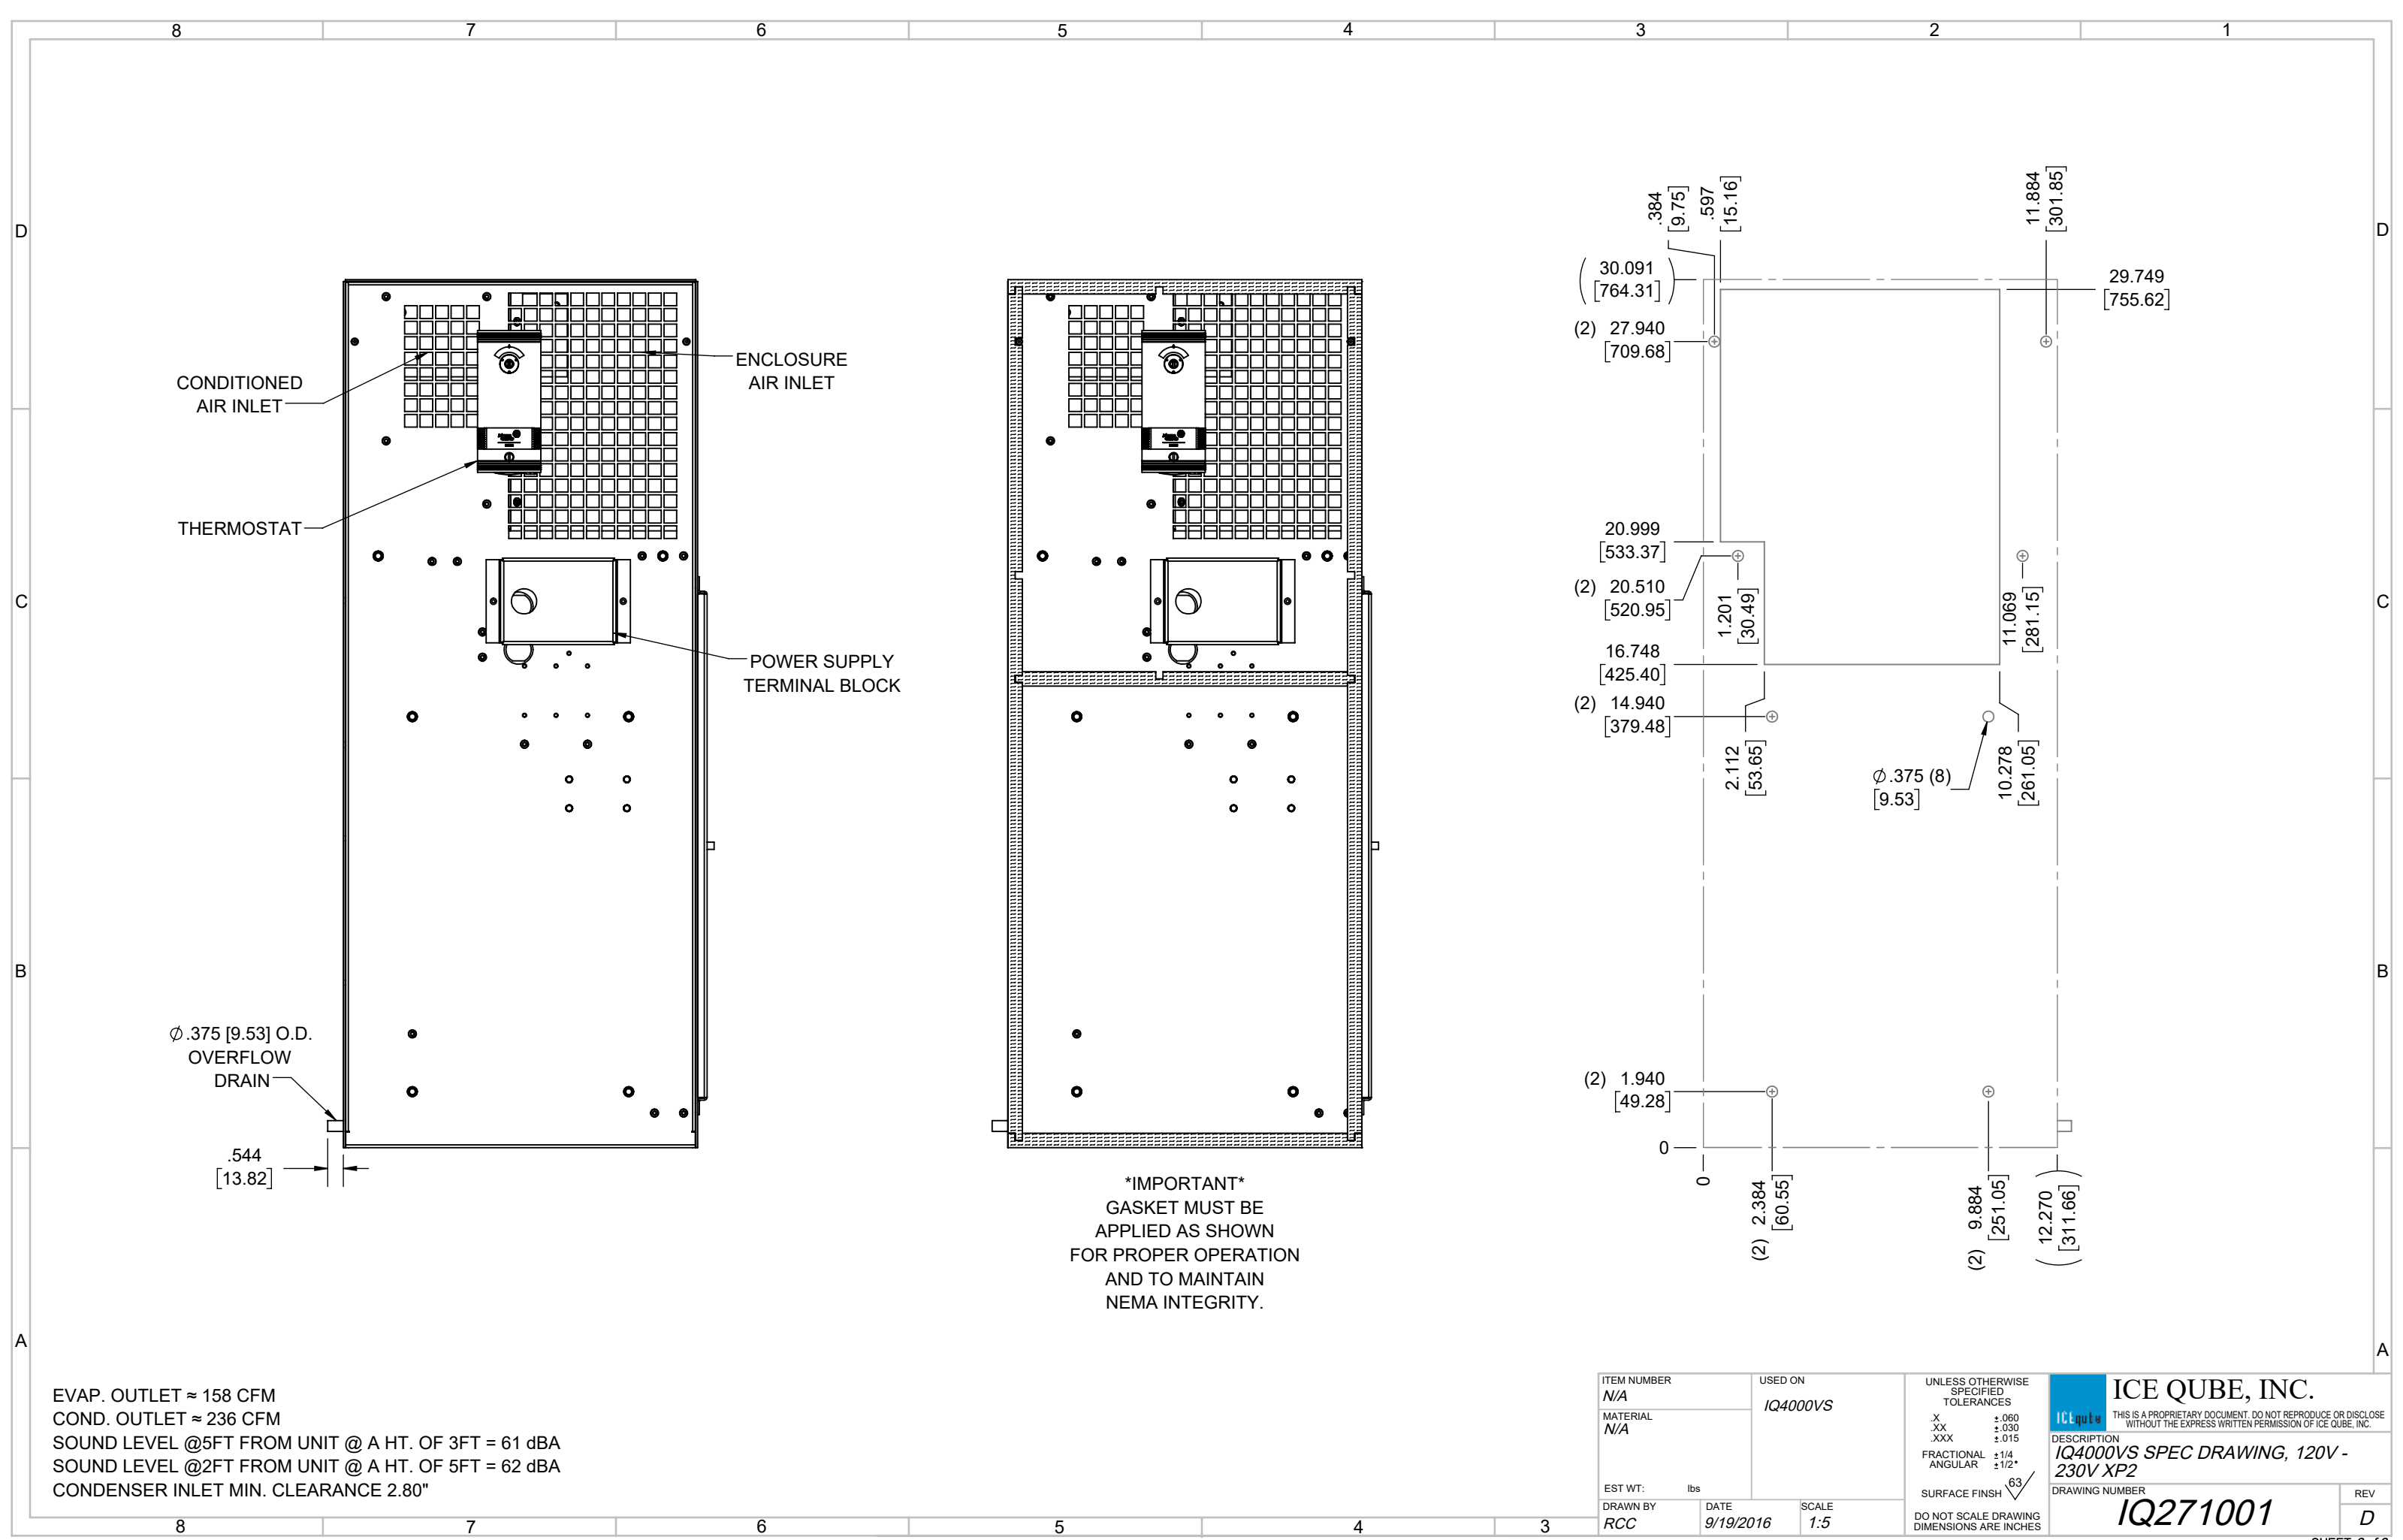 8 7 6 5 4 3 2 1
D
D
C
C
B
B
A
A
CONDITIONED
AIR INLET
ENCLOSURE
AIR INLET
THERMOSTAT
POWER SUPPLY
TERMINAL BLOCK
⌀.375 [9.53] O.D.
OVERFLOW
DRAIN
.544
[13.82]
*IMPORTANT*
GASKET MUST BE
APPLIED AS SHOWN
FOR PROPER OPERATION
AND TO MAINTAIN
NEMA INTEGRITY.
.384
[9.75]
.597
[15.16]
11.884
[301.85]
(30.091
[764.31])
29.749
[755.62]
(2) 27.940
[709.68]
20.999
[533.37]
(2) 20.510
[520.95]
1.201
[30.49]
11.069
[281.15]
16.748
[425.40]
(2) 14.940
[379.48]
2.112
[53.65]
⌀.375 (8)
[9.53]
10.278
[261.05]
(2) 1.940
[49.28]
0
0
(2) 2.384
[60.55]
(2) 9.884
[251.05]
(12.270
[311.66])
EVAP. OUTLET ≈ 158 CFM
COND. OUTLET ≈ 236 CFM
SOUND LEVEL @5FT FROM UNIT @ A HT. OF 3FT = 61 dBA
SOUND LEVEL @2FT FROM UNIT @ A HT. OF 5FT = 62 dBA
CONDENSER INLET MIN. CLEARANCE 2.80"
ITEM NUMBER
N/A
USED ON
IQ4000VS
MATERIAL
N/A
EST WT: lbs
DRAWN BY
RCC
DATE
9/19/2016
SCALE
1:5
UNLESS OTHERWISE
SPECIFIED
TOLERANCES
.X ±.060
.XX ±.030
.XXX ±.015
FRACTIONAL ±1/4
ANGULAR ±1/2°
SURFACE FINSH 63
DO NOT SCALE DRAWING
DIMENSIONS ARE INCHES
ICEqube
ICE QUBE, INC.
THIS IS A PROPRIETARY DOCUMENT. DO NOT REPRODUCE OR DISCLOSE
WITHOUT THE EXPRESS WRITTEN PERMISSION OF ICE QUBE, INC.
DESCRIPTION
IQ4000VS SPEC DRAWING, 120V -
230V XP2
DRAWING NUMBER
IQ271001
REV
D
8 7 6 5 4 3